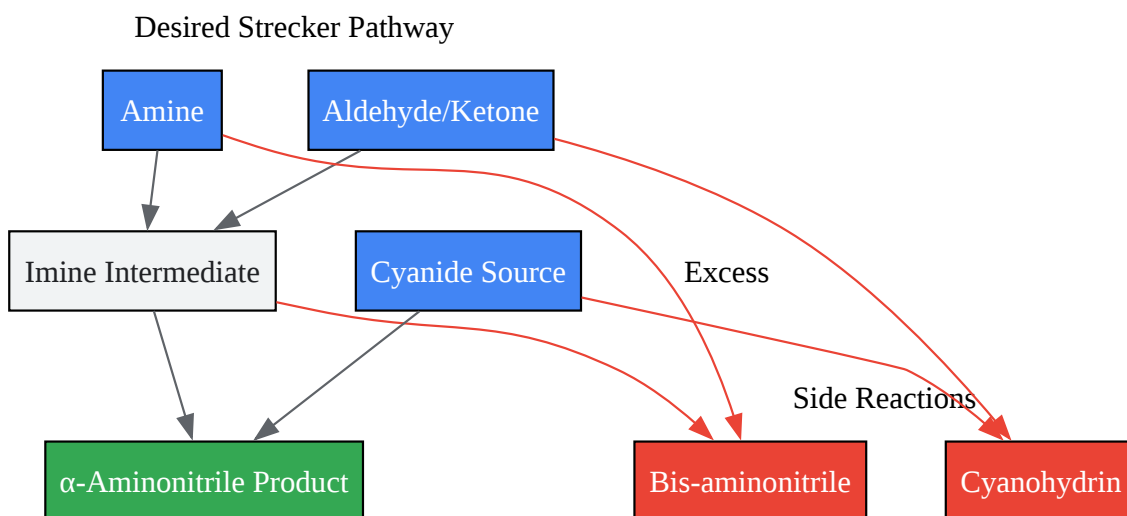 Desired Strecker Pathway
Amine
Aldehyde/Ketone
Imine Intermediate
Cyanide Source
Excess
Side Reactions
α-Aminonitrile Product
Bis-aminonitrile
Cyanohydrin